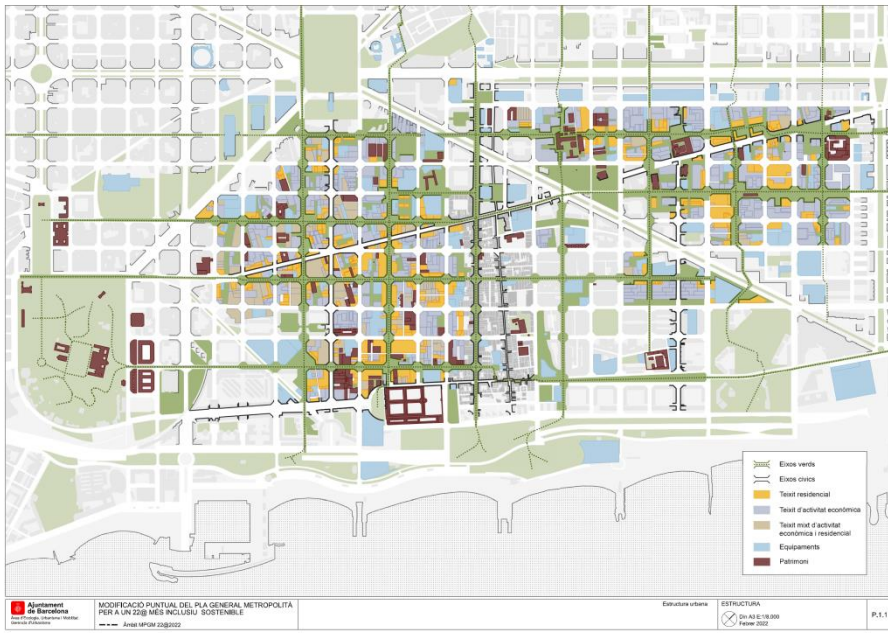 Eixos verds
Eixos cívics
Teixit residencial
Teixit d'activitat econòmica
Teixit mixt d'activitat
econòmica i residencial
Equipaments
Patrimoni
Ajuntament
de Barcelona
MODIFICACIÓ PUNTUAL DEL PLA GENERAL METROPOLITÀ
PER A UN 22@ MÉS INCLUSIU SOSTENIBLE
Àmbit MPGM 22@2022
Estructura urbana
ESTRUCTURA
Din A3 E:1/8.000
Febrer 2022
P.1.1